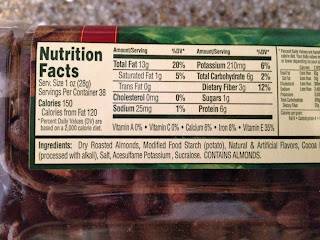 Nutrition
Facts
Serv. Size 1 oz (28g)
Servings Per Container 38
Calories 150
Calories from Fat 120
*Percent Daily Values (DV) are
based on a 2,000 calorie diet.
Amount/Serving %DV*
Total Fat 13g 20%
Saturated Fat 1g 5%
Trans Fat 0g
Cholesterol 0mg 0%
Sodium 25mg 1%
Amount/Serving %DV*
Potassium 210mg 6%
Total Carbohydrate 6g 2%
Dietary Fiber 3g 12%
Sugars 1g
Protein 6g
Vitamin A 0% • Vitamin C 0% • Calcium 6% • Iron 8% • Vitamin E 35%
Ingredients: Dry Roasted Almonds, Modified Food Starch (potato), Natural & Artificial Flavors, Cocoa
(processed with alkali), Salt, Acesulfame Potassium, Sucralose. CONTAINS ALMONDS.